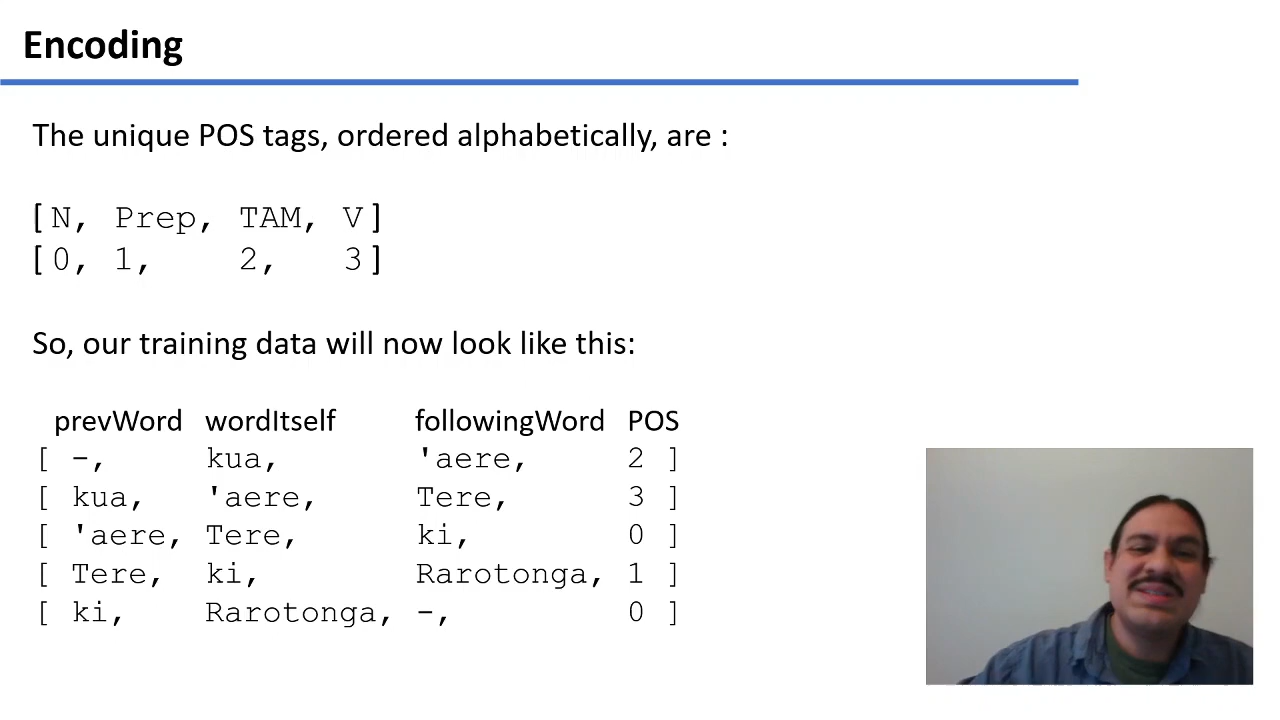 Encoding
The unique POS tags, ordered alphabetically, are :
[N, Prep, TAM, V]
[0, 1, 2, 3]
So, our training data will now look like this:
prevWord wordItself followingWord POS
[ -, kua, 'aere, 2 ]
[ kua, 'aere, Tere, 3 ]
[ 'aere, Tere, ki, 0 ]
[ Tere, ki, Rarotonga, 1 ]
[ ki, Rarotonga, -, 0 ]